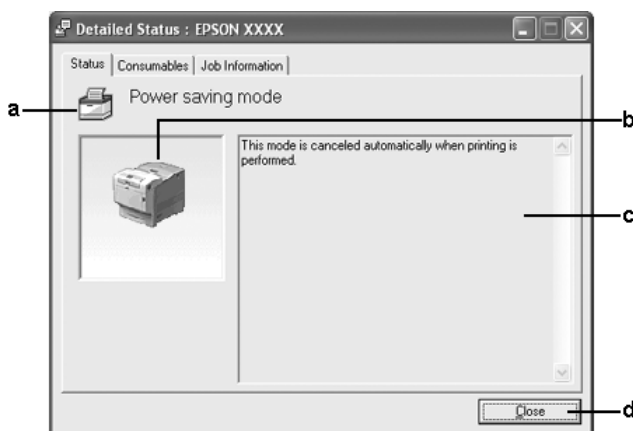 Detailed Status : EPSON XXXX
Status Consumables Job Information
a
Power saving mode
b
This mode is canceled automatically when printing is
performed.
c
Close
d